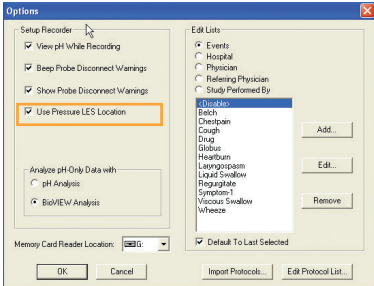 Options
Setup Recorder
View pH While Recording
Beep Probe Disconnect Warnings
Show Probe Disconnect Warnings
Use Pressure LES Location
Analyze pH-Only Data with
pH Analysis
BioVIEW Analysis
Memory Card Reader Location:
G:
OK
Cancel
Edit Lists
Events
Hospital
Physician
Referring Physician
Study Performed By
<Disable>
Belch
Chestpain
Cough
Drug
Globus
Heartburn
Laryngospasm
Liquid Swallow
Regurgitate
Symptom-1
Viscous Swallow
Wheeze
Add...
Edit...
Remove
Default To Last Selected
Import Protocols...
Edit Protocol List...